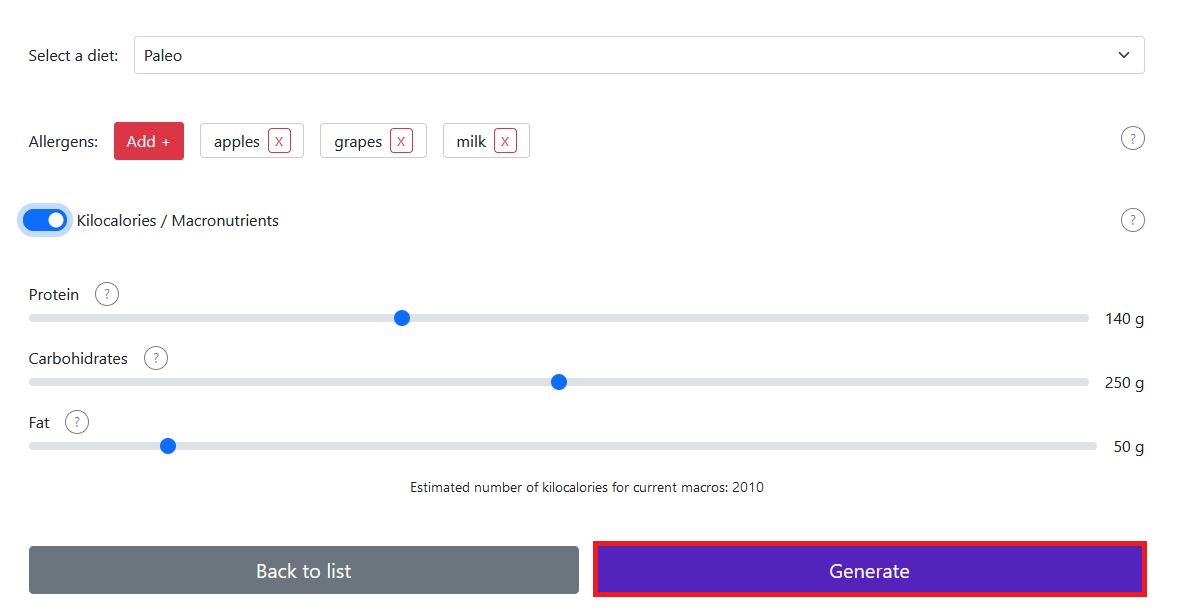 Select a diet: Paleo
Allergens: Add + apples X grapes X milk X ?
Kilocalories / Macronutrients ?
Protein ?
140 g
Carbohidrates ?
250 g
Fat ?
50 g
Estimated number of kilocalories for current macros: 2010
Back to list Generate